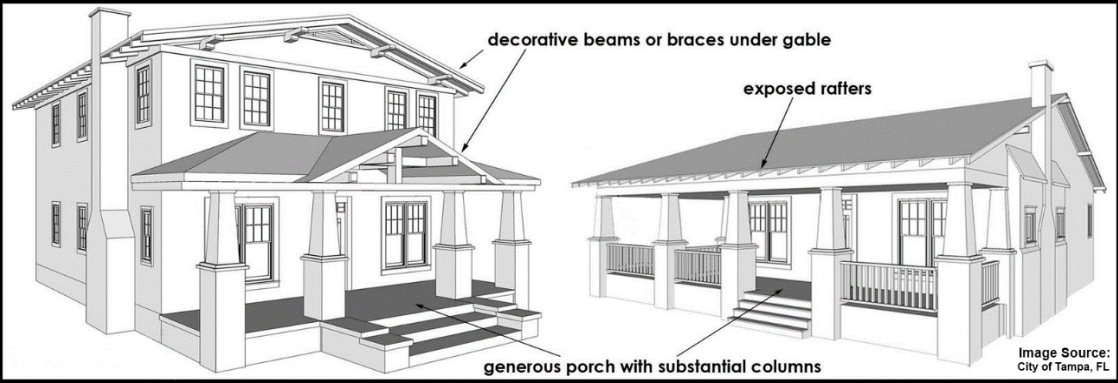 decorative beams or braces under gable
exposed rafters
generous porch with substantial columns
Image Source:
City of Tampa, FL